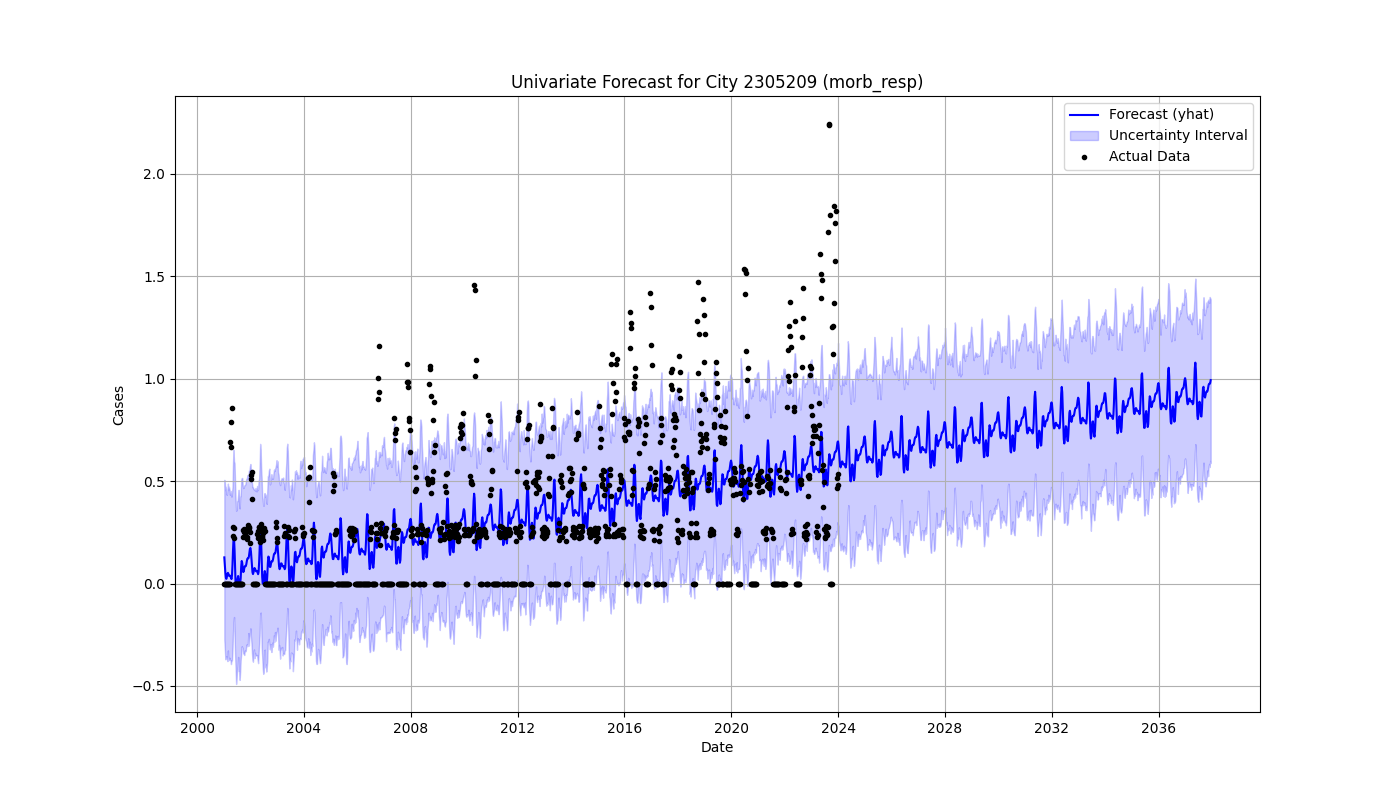 Univariate Forecast for City 2305209 (morb_resp)
Forecast (yhat)
Uncertainty Interval
Actual Data
Cases
2.0
1.5
1.0
0.5
0.0
−0.5
2000 2004 2008 2012 2016 2020 2024 2028 2032 2036
Date